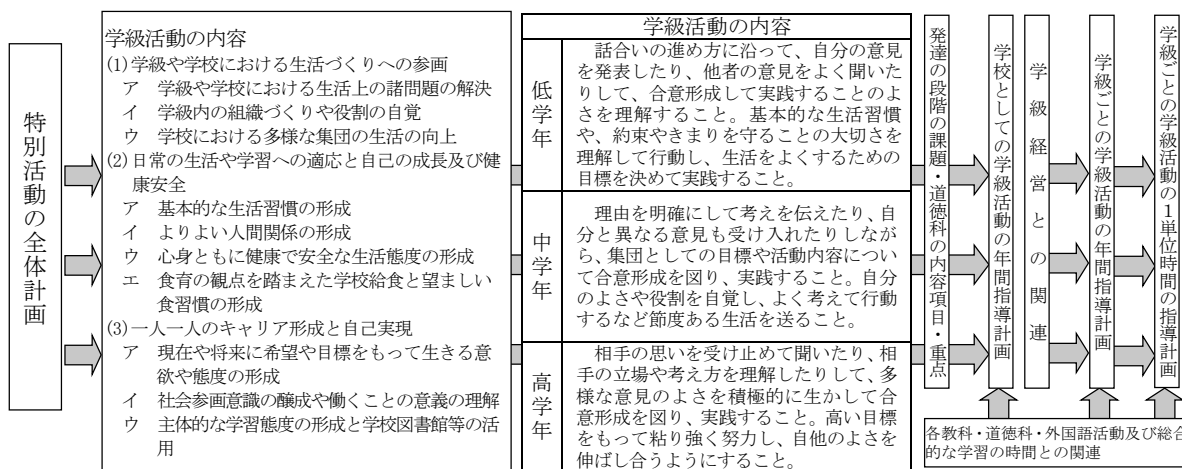 特別活動の全体計画
学級活動の内容
(1)学級や学校における生活づくりへの参画
ア 学級や学校における生活上の諸問題の解決
イ 学級内の組織づくりや役割の自覚
ウ 学校における多様な集団の生活の向上
(2)日常の生活や学習への適応と自己の成長及び健
康安全
ア 基本的な生活習慣の形成
イ よりよい人間関係の形成
ウ 心身ともに健康で安全な生活態度の形成
エ 食育の観点を踏まえた学校給食と望ましい
食習慣の形成
(3)一人一人のキャリア形成と自己実現
ア 現在や将来に希望や目標をもって生きる意
欲や態度の形成
イ 社会参画意識の醸成や働くことの意義の理解
ウ 主体的な学習態度の形成と学校図書館等の活
用
学級活動の内容
低学年
話合いの進め方に沿って、自分の意見
を発表したり、他者の意見をよく聞いた
りして、合意形成して実践することのよ
さを理解すること。基本的な生活習慣
や、約束やきまりを守ることの大切さを
理解して行動し、生活をよくするための
目標を決めて実践すること。
中学年
理由を明確にして考えを伝えたり、自
分と異なる意見も受け入れたりしなが
ら、集団としての目標や活動内容につい
て合意形成を図り、実践すること。自分
のよさや役割を自覚し、よく考えて行動
するなど節度ある生活を送ること。
高学年
相手の思いを受け止めて聞いたり、相
手の立場や考え方を理解したりして、多
様な意見のよさを積極的に生かして合
意形成を図り、実践すること。高い目標
をもって粘り強く努力し、自他のよさを
伸ばし合うようにすること。
発達の段階の課題・道徳科の内容項目・重点
学校としての学級活動の年間指導計画
学級経営との関連
学級ごとの学級活動の年間指導計画
学級ごとの学級活動の1単位時間の指導計画
各教科・道徳科・外国語活動及び総合
的な学習の時間との関連